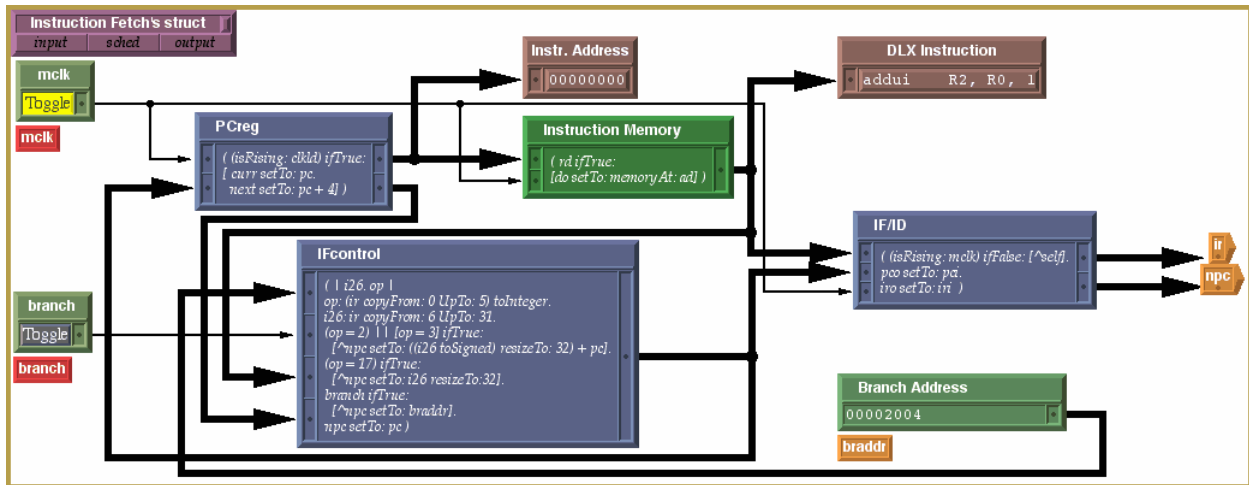 Instruction Fetch's struct
input sched output
mclk
Toggle
mclk
PCreg
( (isRising: clkld) ifTrue:
[ curr setTo: pc.
next setTo: pc + 4] )
Instr. Address
00000000
Instruction Memory
( rd ifTrue:
[do setTo: memoryAt: ad] )
DLX Instruction
addui R2, R0, 1
IF/ID
( (isRising: mclk) ifFalse: [^self].
pco setTo: pci.
iro setTo: iri )
ir
npc
IFcontrol
( | i26. op |
op: (ir copyFrom: 0 UpTo: 5) toInteger.
i26: ir copyFrom: 6 UpTo: 31.
(op = 2) || [op = 3] ifTrue:
[^npc setTo: ((i26 toSigned) resizeTo: 32) + pc].
(op = 17) ifTrue:
[^npc setTo: i26 resizeTo:32].
branch ifTrue:
[^npc setTo: braddr].
npc setTo: pc )
branch
Toggle
branch
Branch Address
00002004
braddr